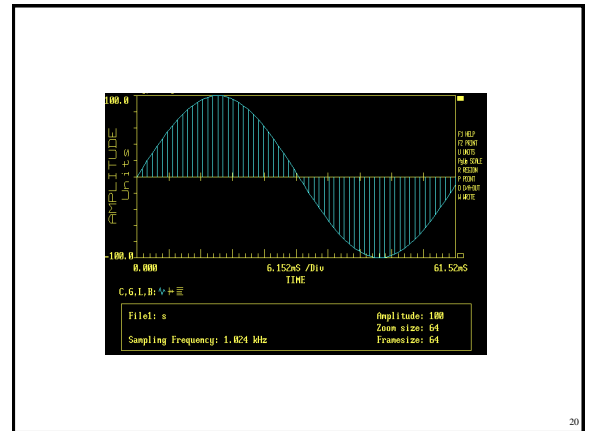 100.0
AMPLITUDE
Units
-100.0
F1 HELP
F2 PRINT
U UNITS
PgUp SCALE
R REGION
P POINT
D D/A-OUT
W WRITE
0.000 6.152mS /Div 61.52mS
TIME
C,G,L,B:
File1: s Amplitude: 100
Zoom size: 64
Sampling Frequency: 1.024 kHz Framesize: 64
20